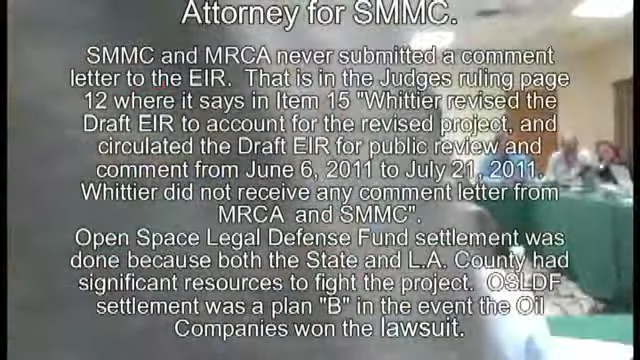 Attorney for SMMC.
SMMC and MRCA never submitted a comment
letter to the EIR.  That is in the Judges ruling page
12 where it says in Item 15 "Whittier revised the
Draft EIR to account for the revised project, and
circulated the Draft EIR for public review and
comment from June 6, 2011 to July 21, 2011.
Whittier did not receive any comment letter from
MRCA  and SMMC".
Open Space Legal Defense Fund settlement was
done because both the State and L.A. County had
significant resources to fight the project.  OSLDF
settlement was a plan "B" in the event the Oil
Companies won the lawsuit.